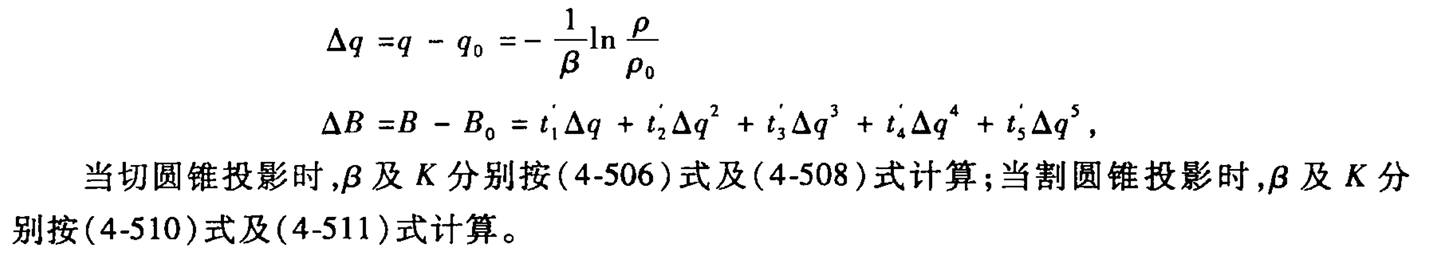 Δq = q - q₀ = - \frac{1}{β} ln \frac{ρ}{ρ₀}
ΔB = B - B₀ = t₁′Δq + t₂′Δq² + t₃′Δq³ + t₄′Δq⁴ + t₅′Δq⁵,
当切圆锥投影时,β 及 K 分别按(4-506)式及(4-508)式计算;当割圆锥投影时,β 及 K 分
别按(4-510)式及(4-511)式计算。